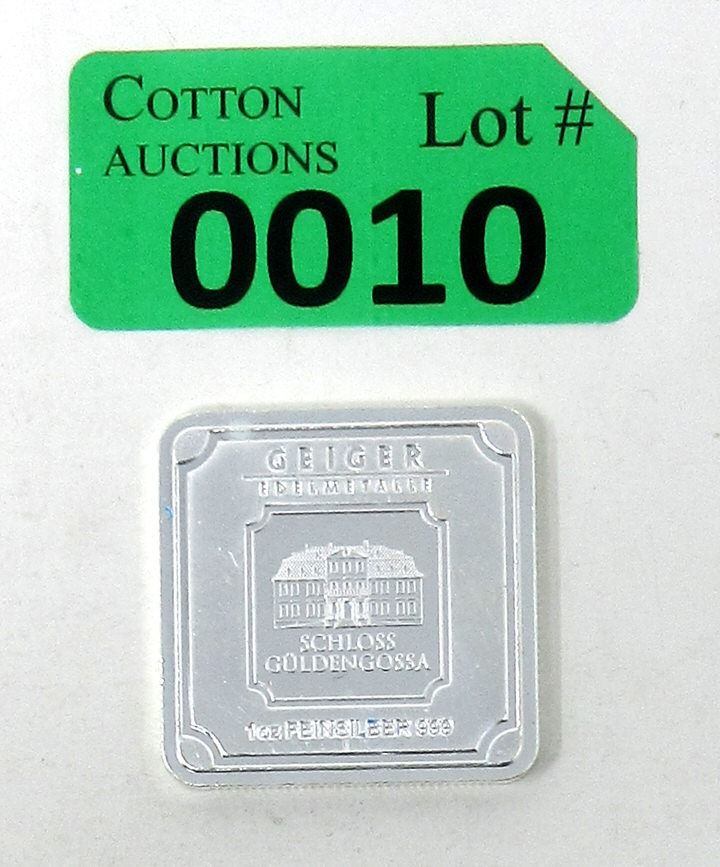 COTTON
AUCTIONS
Lot #
0010
GEIGER
EDELMETALLE
SCHLOSS
GÜLDENGOSSA
1oz FEINSILBER 999